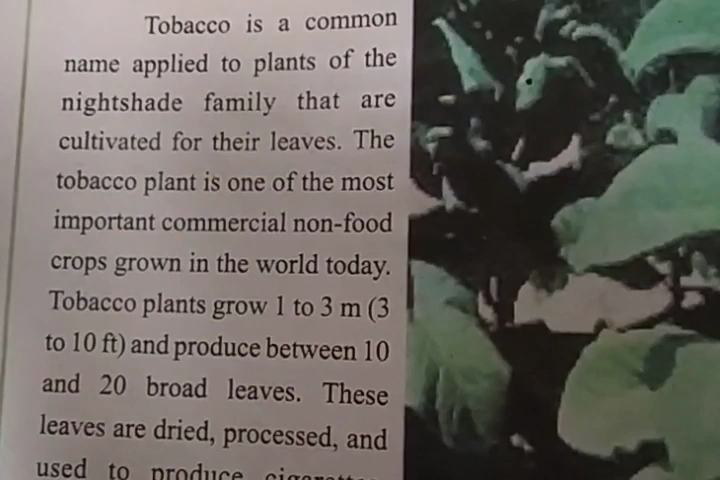 Tobacco is a common
name applied to plants of the
nightshade family that are
cultivated for their leaves. The
tobacco plant is one of the most
important commercial non-food
crops grown in the world today.
Tobacco plants grow 1 to 3 m (3
to 10 ft) and produce between 10
and 20 broad leaves. These
leaves are dried, processed, and
used to produce